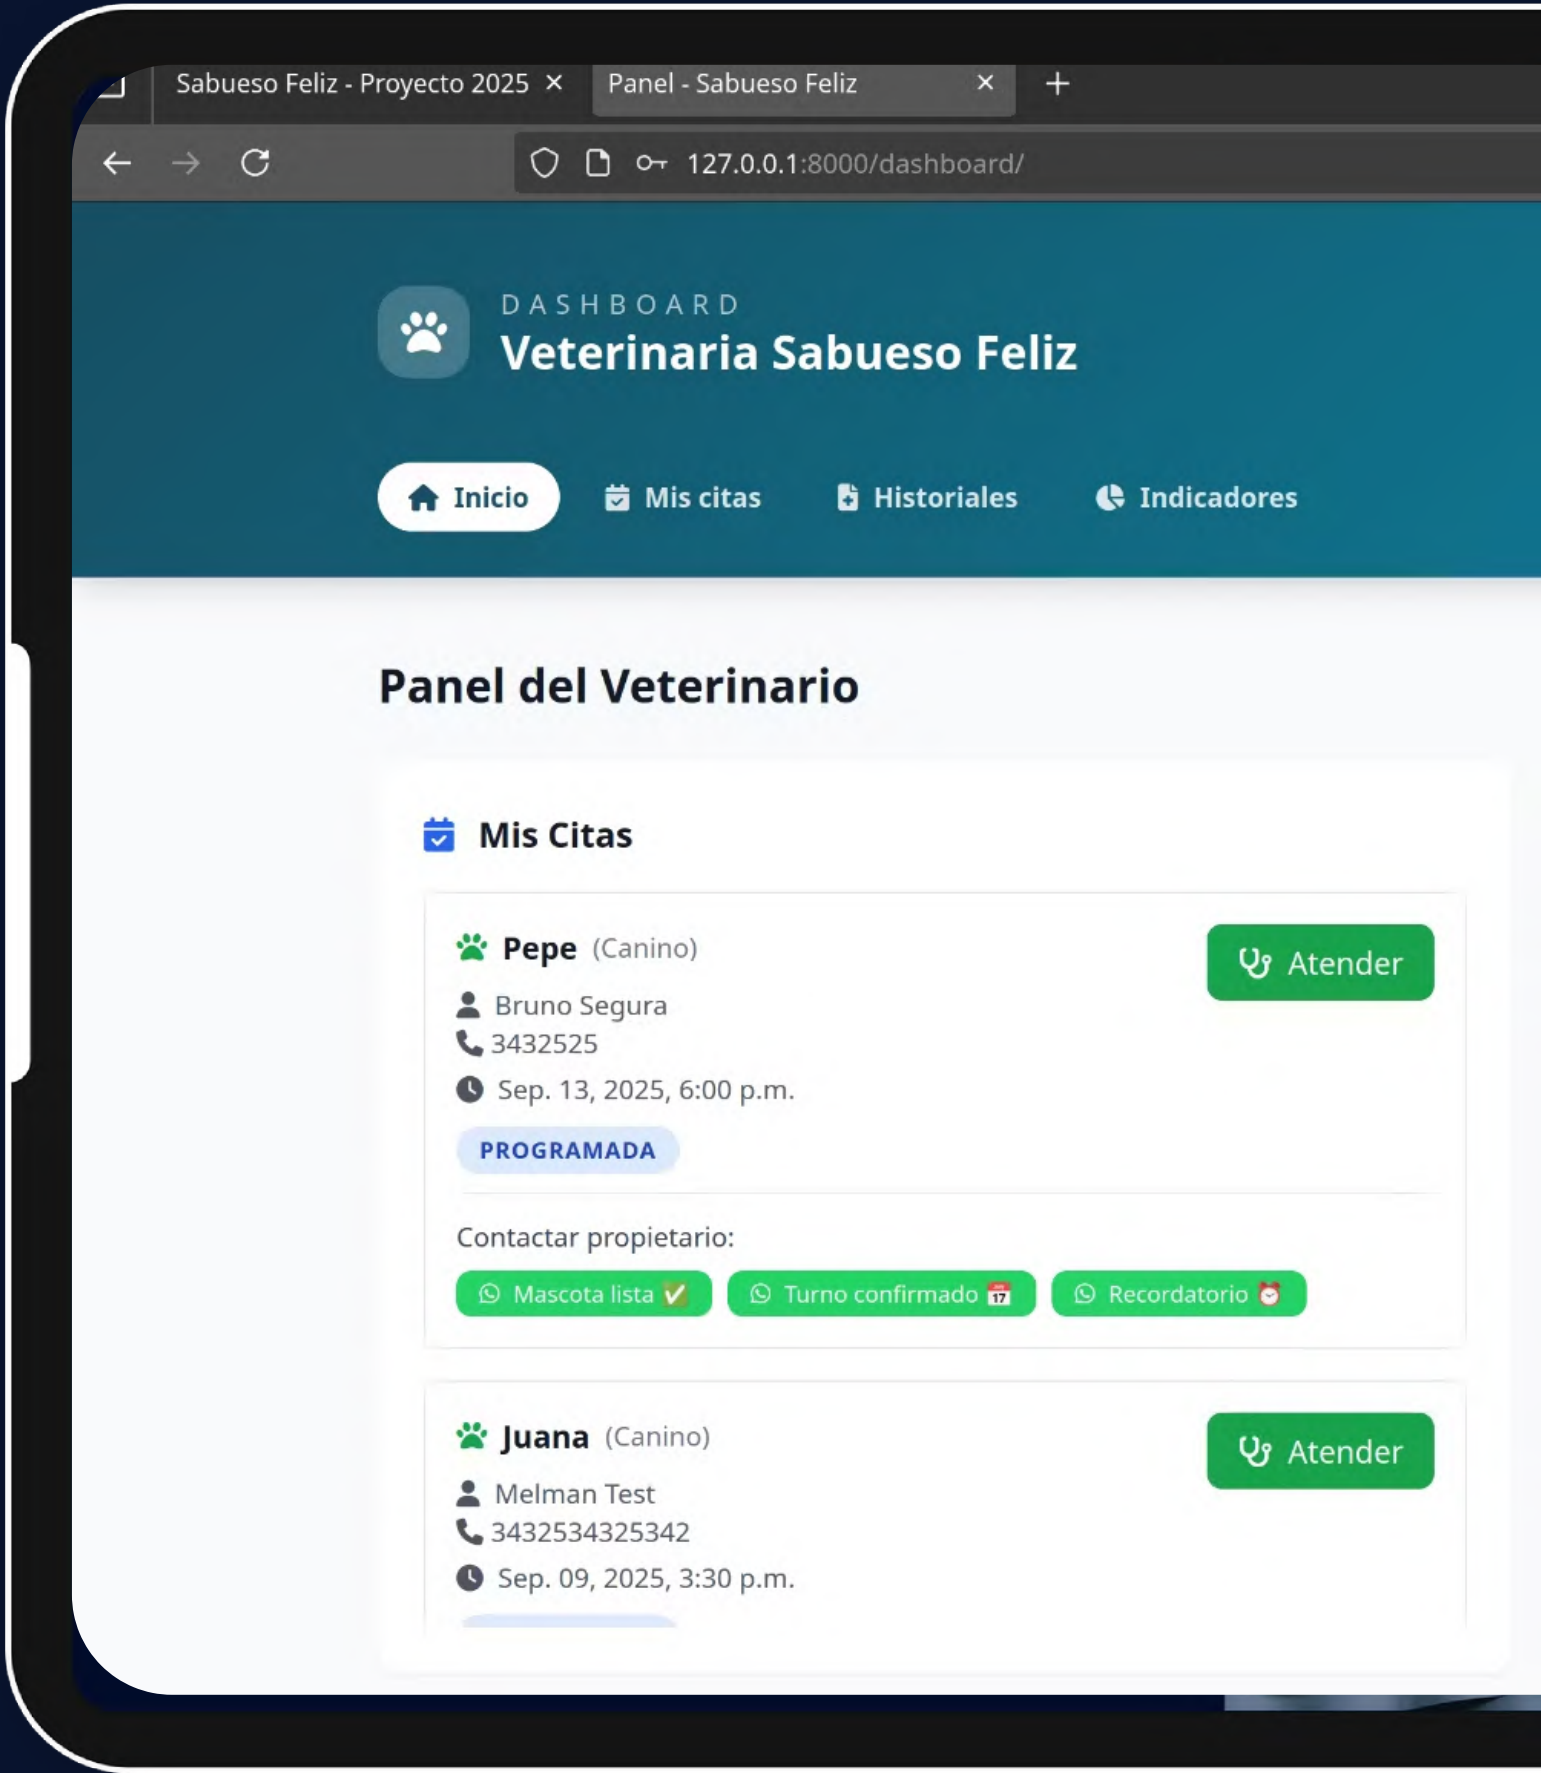 Sabueso Feliz - Proyecto 2025
Panel - Sabueso Feliz
127.0.0.1:8000/dashboard/
DASHBOARD
Veterinaria Sabueso Feliz
Inicio
Mis citas
Historiales
Indicadores
Panel del Veterinario
Mis Citas
Pepe (Canino)
Atender
Bruno Segura
3432525
Sep. 13, 2025, 6:00 p.m.
PROGRAMADA
Contactar propietario:
Mascota lista ✅
Turno confirmado 📅
Recordatorio ⏰
Juana (Canino)
Atender
Melman Test
3432534325342
Sep. 09, 2025, 3:30 p.m.